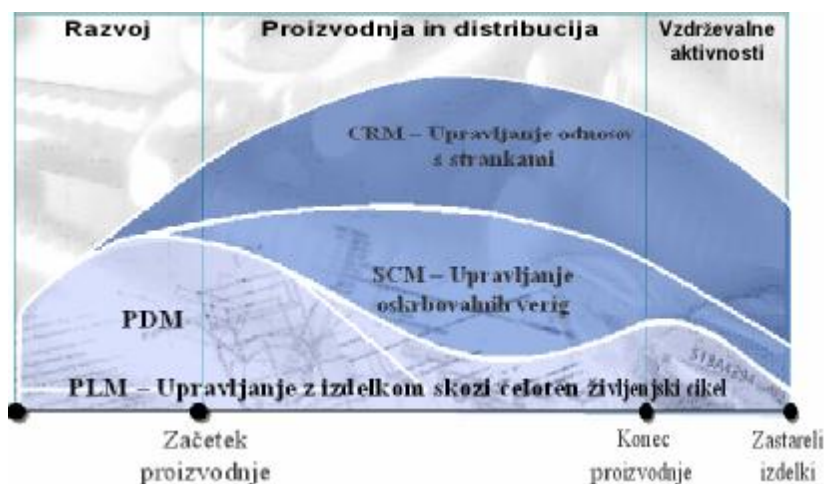 Razvoj
Proizvodnja in distribucija
Vzdrževalne
aktivnosti
CRM – Upravljanje odnosov
s strankami
SCM – Upravljanje
oskrbovalnih verig
PDM
PLM – Upravljanje z izdelkom skozi celoten življenjski cikel
Začetek
proizvodnje
Konec
proizvodnje
Zastareli
izdelki